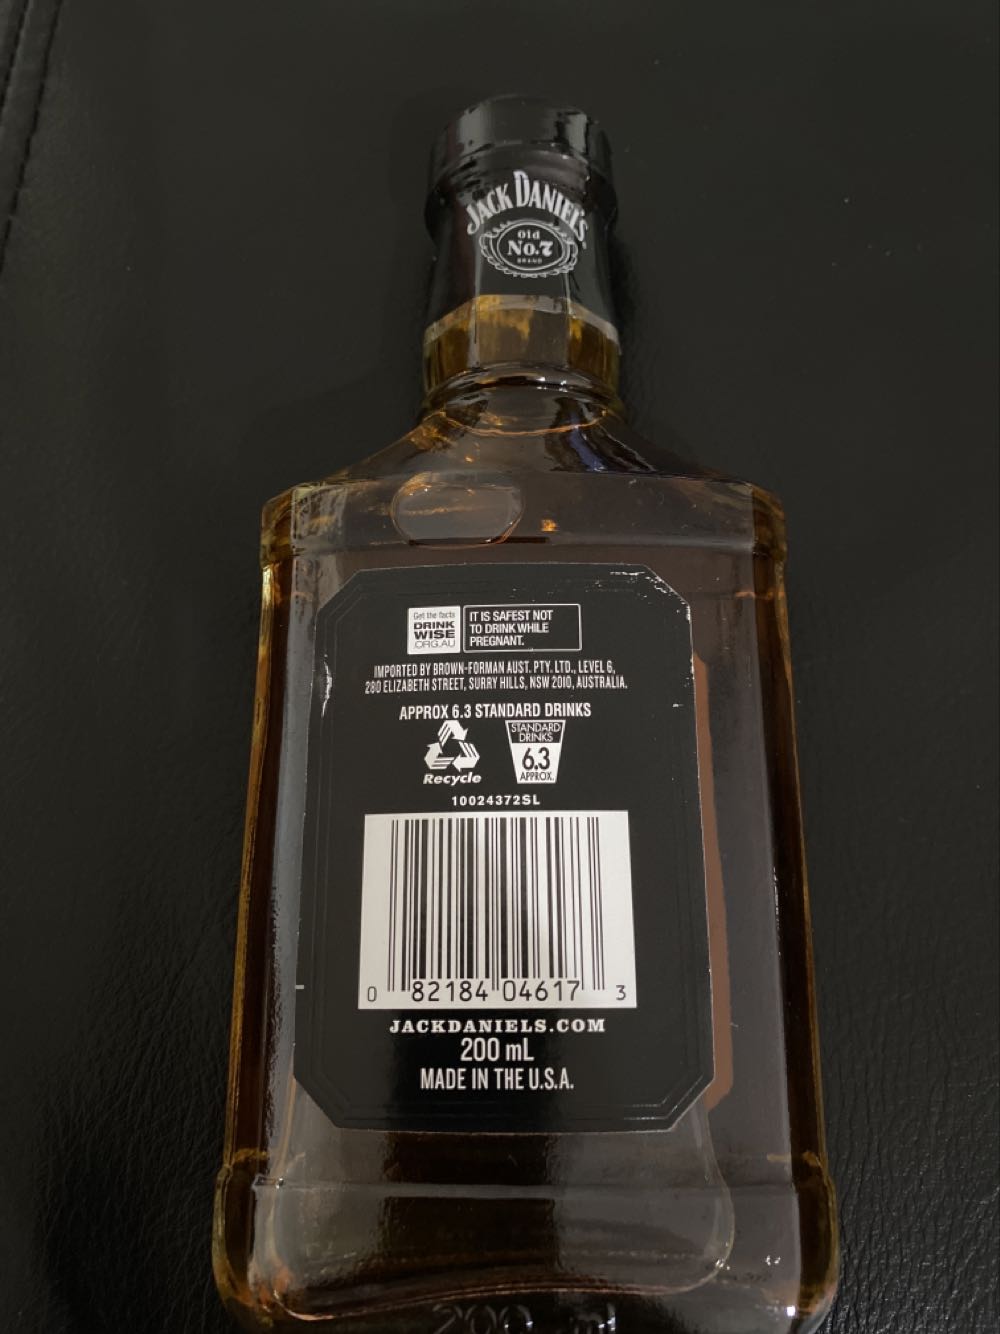 JACK DANIEL'S
Old
No.7
BRAND
Get the facts
DRINK
WISE
.ORG.AU
IT IS SAFEST NOT
TO DRINK WHILE
PREGNANT.
IMPORTED BY BROWN-FORMAN AUST. PTY. LTD., LEVEL 6,
280 ELIZABETH STREET, SURRY HILLS, NSW 2010, AUSTRALIA.
APPROX 6.3 STANDARD DRINKS
Recycle
STANDARD
DRINKS
6.3
APPROX.
10024372SL
0 82184 04617 3
JACKDANIELS.COM
200 mL
MADE IN THE U.S.A.
200 ml